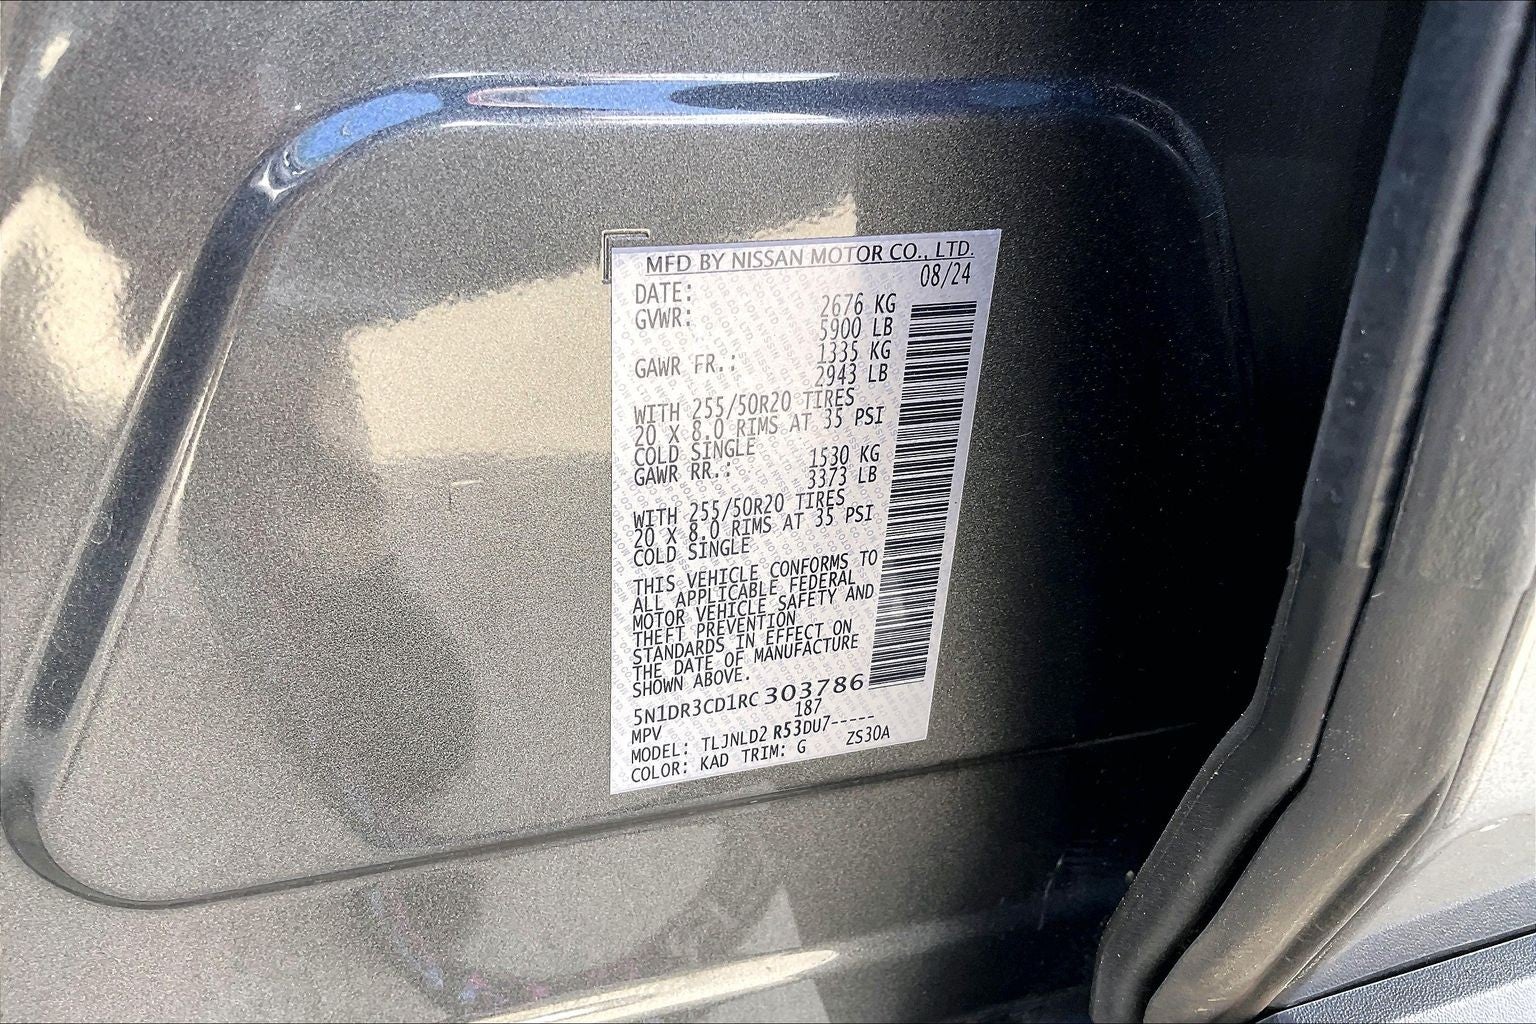 MFD BY NISSAN MOTOR CO., LTD.
DATE: 08/24
GVWR: 2676 KG
5900 LB
GAWR FR.: 1335 KG
2943 LB
WITH 255/50R20 TIRES
20 X 8.0 RIMS AT 35 PSI
COLD SINGLE
GAWR RR.: 1530 KG
3373 LB
WITH 255/50R20 TIRES
20 X 8.0 RIMS AT 35 PSI
COLD SINGLE
THIS VEHICLE CONFORMS TO
ALL APPLICABLE FEDERAL
MOTOR VEHICLE SAFETY AND
THEFT PREVENTION
STANDARDS IN EFFECT ON
THE DATE OF MANUFACTURE
SHOWN ABOVE.
5N1DR3CD1RC303786
MPV 187
MODEL: TLJNLD2 R53DU7-----
COLOR: KAD TRIM: G ZS30A